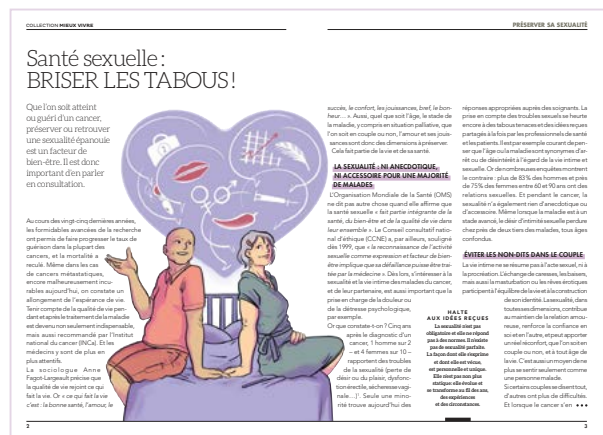 COLLECTION MIEUX VIVRE
PRÉSERVER SA SEXUALITÉ
Santé sexuelle :
BRISER LES TABOUS !
Que l'on soit atteint
ou guéri d'un cancer,
préserver ou retrouver
une sexualité épanouie
est un facteur de
bien-être. Il est donc
important d'en parler
en consultation.
Au cours des vingt-cinq dernières années,
les formidables avancées de la recherche
ont permis de faire progresser le taux de
guérison dans la plupart des
cancers, et la mortalité a
reculé. Même dans les cas
de cancers métastatiques,
encore malheureusement incu-
rables aujourd'hui, on constate un
allongement de l'espérance de vie.
Tenir compte de la qualité de vie pen-
dant et après le traitement de la maladie
est devenu non seulement indispensable,
mais aussi recommandé par l'Institut
national du cancer (INCa). Et les
médecins y sont de plus en
plus attentifs.
La sociologue Anne
Fagot-Largeault précise que
la qualité de vie rejoint ce qui
fait la vie. Or « ce qui fait la vie
c'est : la bonne santé, l'amour, le
succès, le confort, les jouissances, bref, le bon-
heur… ». Aussi, quel que soit l'âge, le stade de
la maladie, y compris en situation palliative, que
l'on soit en couple ou non, l'amour et ses jouis-
sances sont donc des dimensions à préserver.
Cela fait partie de la vie et de sa santé.
LA SEXUALITÉ : NI ANECDOTIQUE,
NI ACCESSOIRE POUR UNE MAJORITÉ
DE MALADES
L'Organisation Mondiale de la Santé (OMS)
ne dit pas autre chose quand elle affirme que
la santé sexuelle « fait partie intégrante de la
santé, du bien-être et de la qualité de vie dans
leur ensemble ». Le Conseil consultatif natio-
nal d'éthique (CCNE) a, par ailleurs, souligné
dès 1999, que « la reconnaissance de l'activité
sexuelle comme expression et facteur de bien-
être implique que sa défaillance puisse être trai-
tée par la médecine ». Dès lors, s'intéresser à la
sexualité et la vie intime des malades du cancer,
et de leur partenaire, est aussi important que la
prise en charge de la douleur ou
de la détresse psychologique,
par exemple.
Or que constate-t-on ? Cinq ans
après le diagnostic d'un
cancer, 1 homme sur 2
– et 4 femmes sur 10 –
rapportent des troubles
de la sexualité (perte de
désir ou du plaisir, dysfonc-
tion érectile, sécheresse vagi-
nale…)¹. Seule une mino-
rité trouve aujourd'hui des
réponses appropriées auprès des soignants. La
prise en compte des troubles sexuels se heurte
encore à des tabous tenaces et des idées reçues
partagées à la fois par les professionnels de santé
et les patients. Il est par exemple courant de pen-
ser que l'âge ou la maladie sont synonymes d'ar-
rêt ou de désintérêt à l'égard de la vie intime et
sexuelle. Or de nombreuses enquêtes montrent
le contraire : plus de 83% des hommes et près
de 75% des femmes entre 60 et 90 ans ont des
relations sexuelles. Et pendant le cancer, la
sexualité n'a également rien d'anecdotique ou
d'accessoire. Même lorsque la maladie est à un
stade avancé, le désir d'intimité sexuelle perdure
chez près de deux tiers des malades, tous âges
confondus.
ÉVITER LES NON-DITS DANS LE COUPLE
La vie intime ne se résume pas à l'acte sexuel, ni à
la procréation. L'échange de caresses, les baisers,
mais aussi la masturbation ou les rêves érotiques
participent à l'équilibre de la vie et à la construction
de son identité. La sexualité, dans
toutes ses dimensions, contribue
au maintien de la relation amou-
reuse, renforce la confiance en
soi et en l'autre, et peut apporter
un réel réconfort, que l'on soit en
couple ou non, et à tout âge de
la vie. C'est aussi un moyen de ne
plus se sentir seulement comme
une personne malade.
Si certains couples se disent tout,
d'autres ont plus de difficultés.
Et lorsque le cancer s'en •••
HALTE
AUX IDÉES REÇUES
La sexualité n'est pas
obligatoire et elle ne répond
pas à des normes. Il n'existe
pas de sexualité parfaite.
La façon dont elle s'exprime
et dont elle est vécue,
est personnelle et unique.
Elle n'est pas non plus
statique: elle évolue et
se transforme au fil des ans,
des expériences
et des circonstances.
2
3